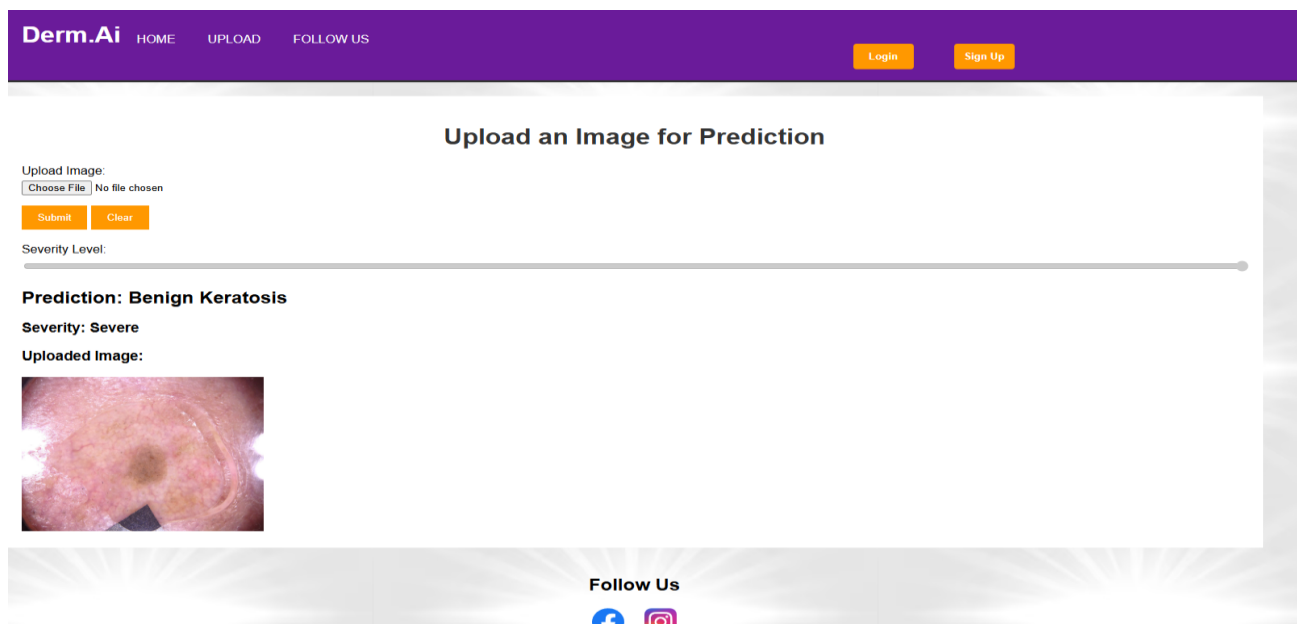 Derm.Ai HOME UPLOAD FOLLOW US
Login Sign Up
Upload an Image for Prediction
Upload Image:
Choose File No file chosen
Submit Clear
Severity Level:
Prediction: Benign Keratosis
Severity: Severe
Uploaded Image:
Follow Us